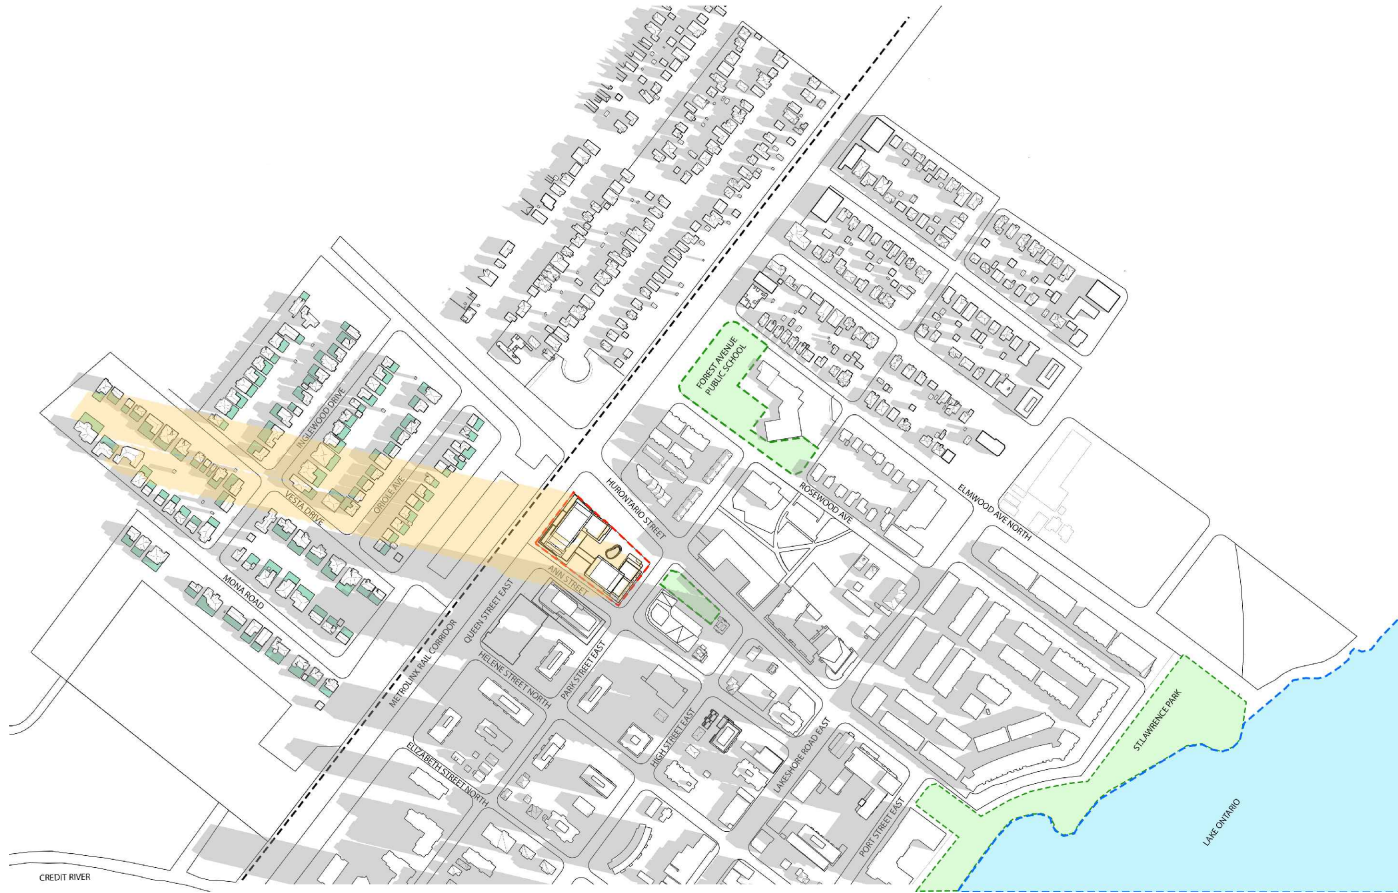 FOREST AVENUE
PUBLIC SCHOOL
INGLEWOOD DRIVE
VESTA DRIVE
ORIOLE AVE
HURONTARIO STREET
ROSEWOOD AVE
ELMWOOD AVE NORTH
MONA ROAD
METROLINX RAIL CORRIDOR
QUEEN STREET EAST
ANN STREET
HELENE STREET NORTH
PARK STREET EAST
ELIZABETH STREET NORTH
HIGH STREET EAST
LAKESHORE ROAD EAST
PORT STREET EAST
ST.LAWRENCE PARK
LAKE ONTARIO
CREDIT RIVER